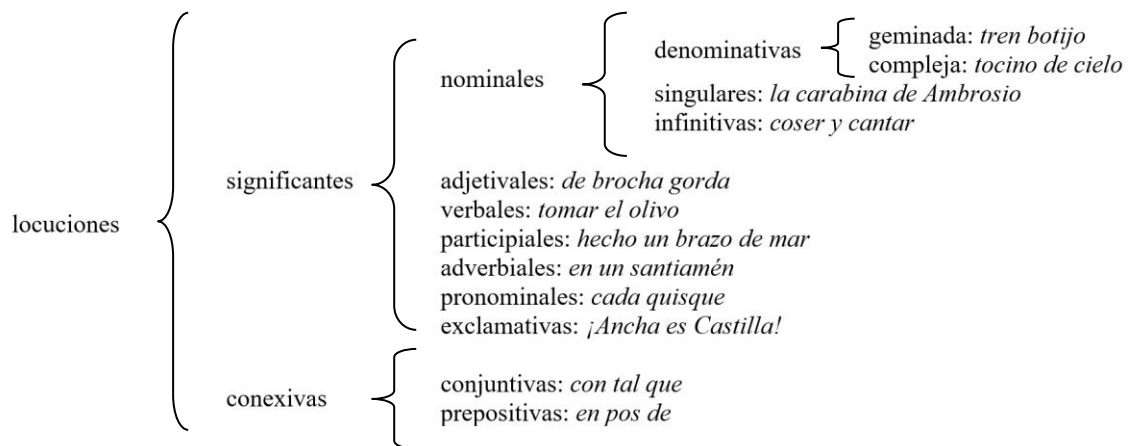 locuciones
significantes
nominales
denominativas
geminada: tren botijo
compleja: tocino de cielo
singulares: la carabina de Ambrosio
infinitivas: coser y cantar
adjetivales: de brocha gorda
verbales: tomar el olivo
participiales: hecho un brazo de mar
adverbiales: en un santiamén
pronominales: cada quisque
exclamativas: ¡Ancha es Castilla!
conexivas
conjuntivas: con tal que
prepositivas: en pos de